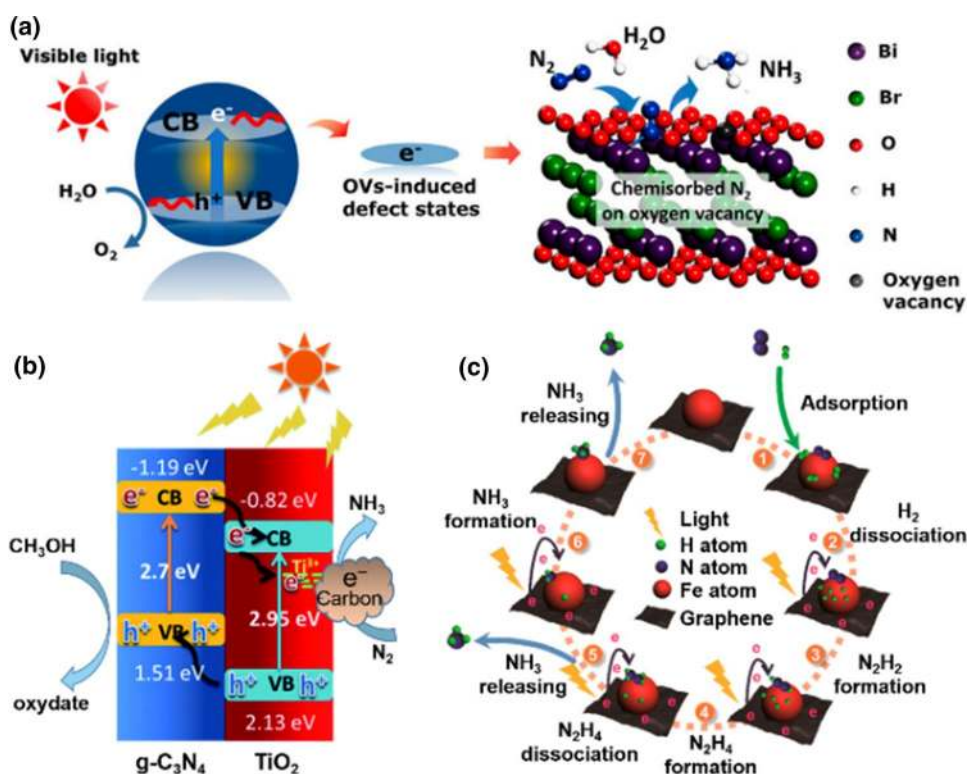 (a)
Visible light
CB
e⁻
h⁺
VB
H₂O
O₂
e⁻
OVs-induced
defect states
N₂
H₂O
NH₃
Chemisorbed N₂
on oxygen vacancy
Bi
Br
O
H
N
Oxygen
vacancy
(b)
-1.19 eV
e⁻ CB e⁻
-0.82 eV
e⁻ CB
CH₃OH
2.7 eV
Ti³⁺
e⁻
NH₃
e⁻
Carbon
N₂
2.95 eV
h⁺ VB h⁺
1.51 eV
h⁺ VB h⁺
2.13 eV
oxydate
g-C₃N₄
TiO₂
(c)
NH₃
releasing
Adsorption
7
1
NH₃
formation
H₂
dissociation
6
2
Light
H atom
N atom
Fe atom
Graphene
e e e e
e e e e
NH₃
releasing
5
3
N₂H₂
formation
e e e e
e e e e
4
N₂H₄
dissociation
N₂H₄
formation